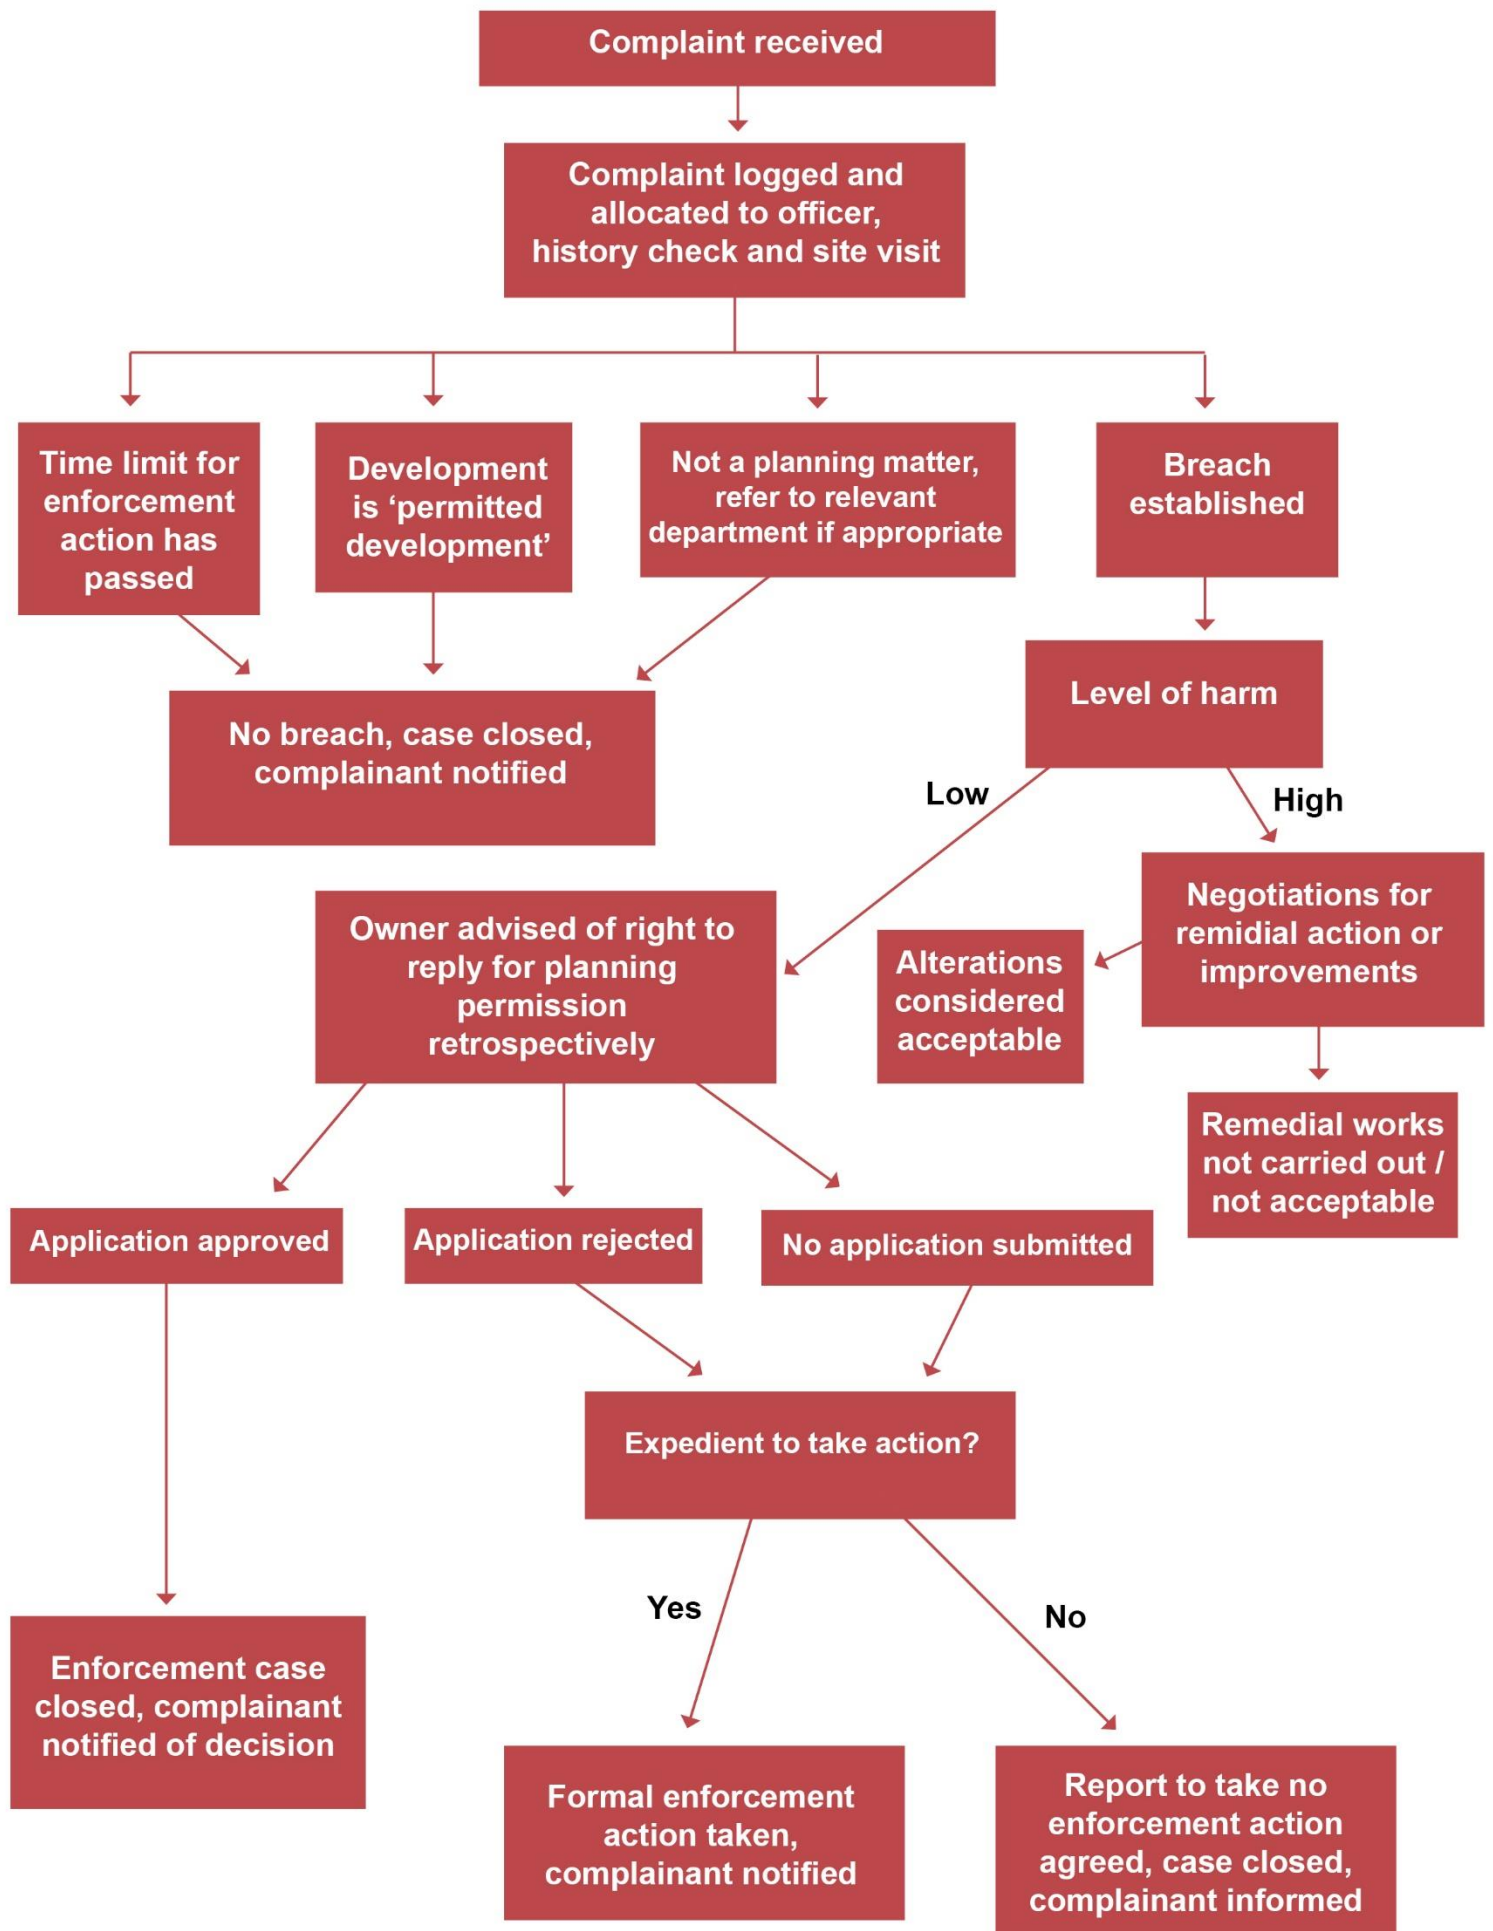 Complaint received
Complaint logged and
allocated to officer,
history check and site visit
Time limit for
enforcement
action has
passed
Development
is ‘permitted
development’
Not a planning matter,
refer to relevant
department if appropriate
Breach
established
No breach, case closed,
complainant notified
Level of harm
Low
High
Owner advised of right to
reply for planning
permission
retrospectively
Alterations
considered
acceptable
Negotiations for
remidial action or
improvements
Remedial works
not carried out /
not acceptable
Application approved
Application rejected
No application submitted
Expedient to take action?
Yes
No
Enforcement case
closed, complainant
notified of decision
Formal enforcement
action taken,
complainant notified
Report to take no
enforcement action
agreed, case closed,
complainant informed